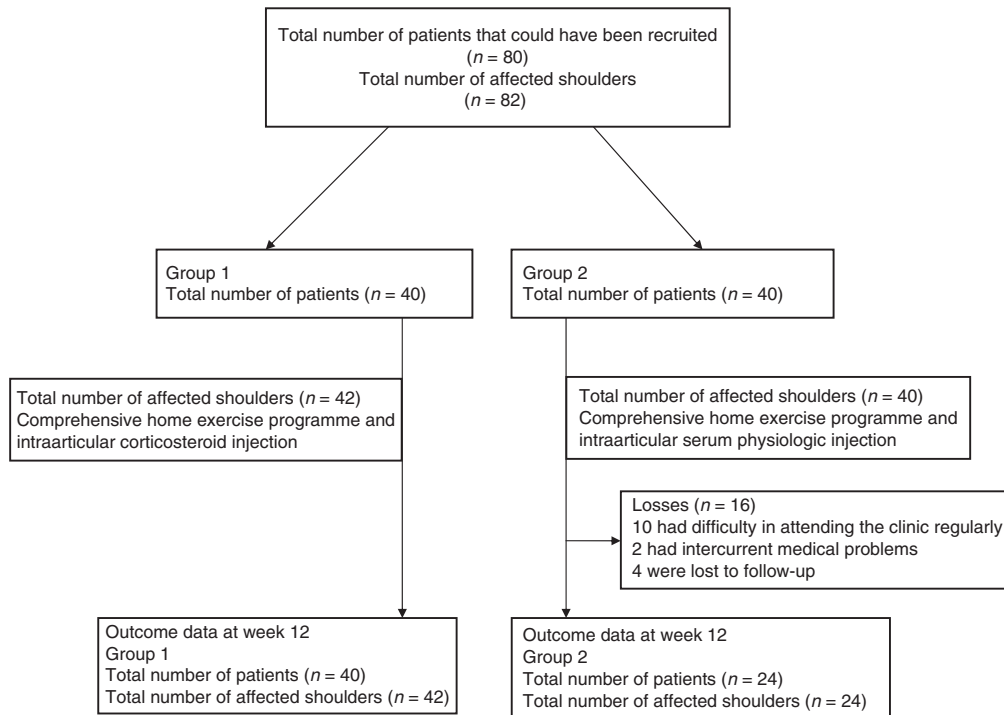 Total number of patients that could have been recruited
(n = 80)
Total number of affected shoulders
(n = 82)
Group 1
Total number of patients (n = 40)
Group 2
Total number of patients (n = 40)
Total number of affected shoulders (n = 42)
Comprehensive home exercise programme and
intraarticular corticosteroid injection
Total number of affected shoulders (n = 40)
Comprehensive home exercise programme and
intraarticular serum physiologic injection
Losses (n = 16)
10 had difficulty in attending the clinic regularly
2 had intercurrent medical problems
4 were lost to follow-up
Outcome data at week 12
Group 1
Total number of patients (n = 40)
Total number of affected shoulders (n = 42)
Outcome data at week 12
Group 2
Total number of patients (n = 24)
Total number of affected shoulders (n = 24)